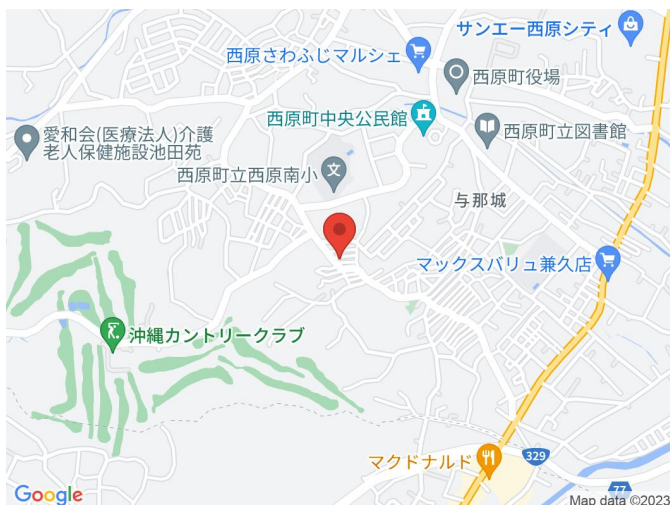 サンエー西原シティ
西原さわふじマルシェ
西原町役場
西原町中央公民館
西原町立図書館
愛和会(医療法人)介護
老人保健施設池田苑
西原町立西原南小
文
与那城
マックスバリュ兼久店
沖縄カントリークラブ
マクドナルド
329
77
Google
Map data ©2023